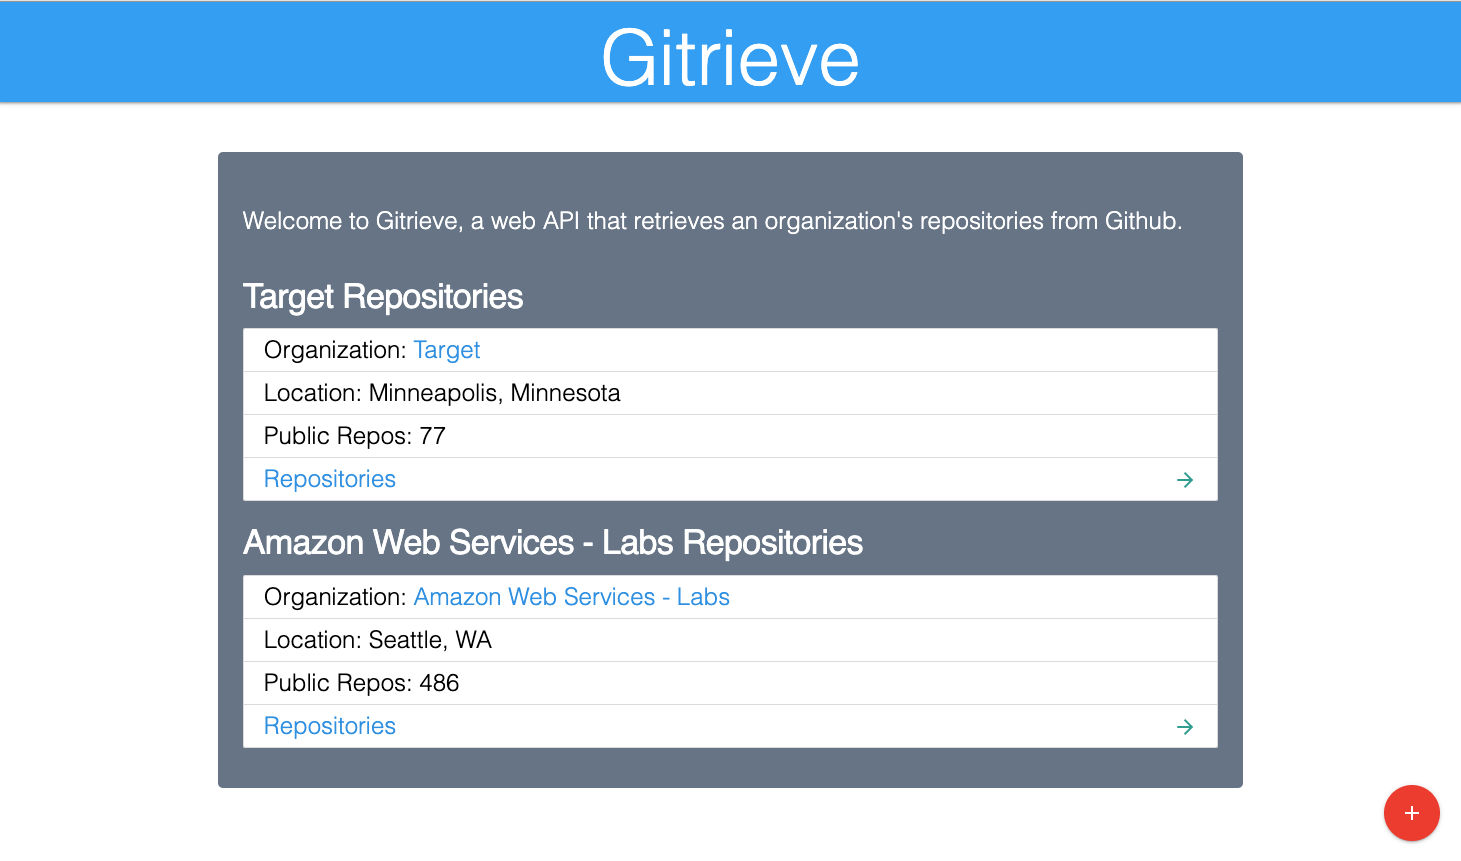 Gitrieve
Welcome to Gitrieve, a web API that retrieves an organization's repositories from Github.
Target Repositories
Organization: Target
Location: Minneapolis, Minnesota
Public Repos: 77
Repositories
Amazon Web Services - Labs Repositories
Organization: Amazon Web Services - Labs
Location: Seattle, WA
Public Repos: 486
Repositories